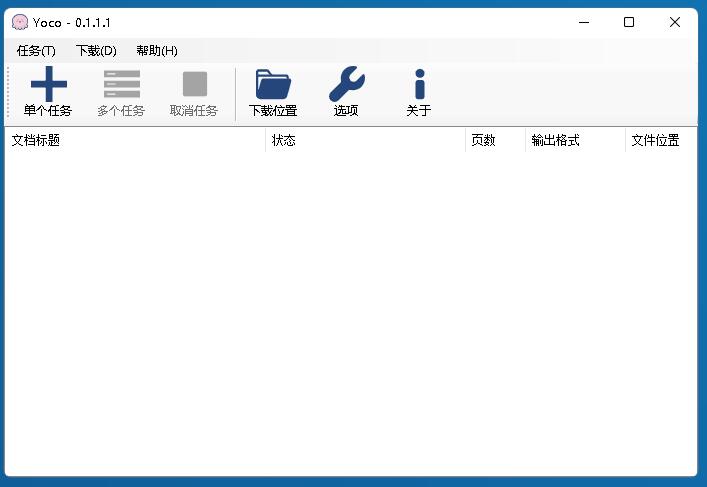 Yoco - 0.1.1.1
任务(T) 下载(D) 帮助(H)
单个任务 多个任务 取消任务 下载位置 选项 关于
文档标题 状态 页数 输出格式 文件位置